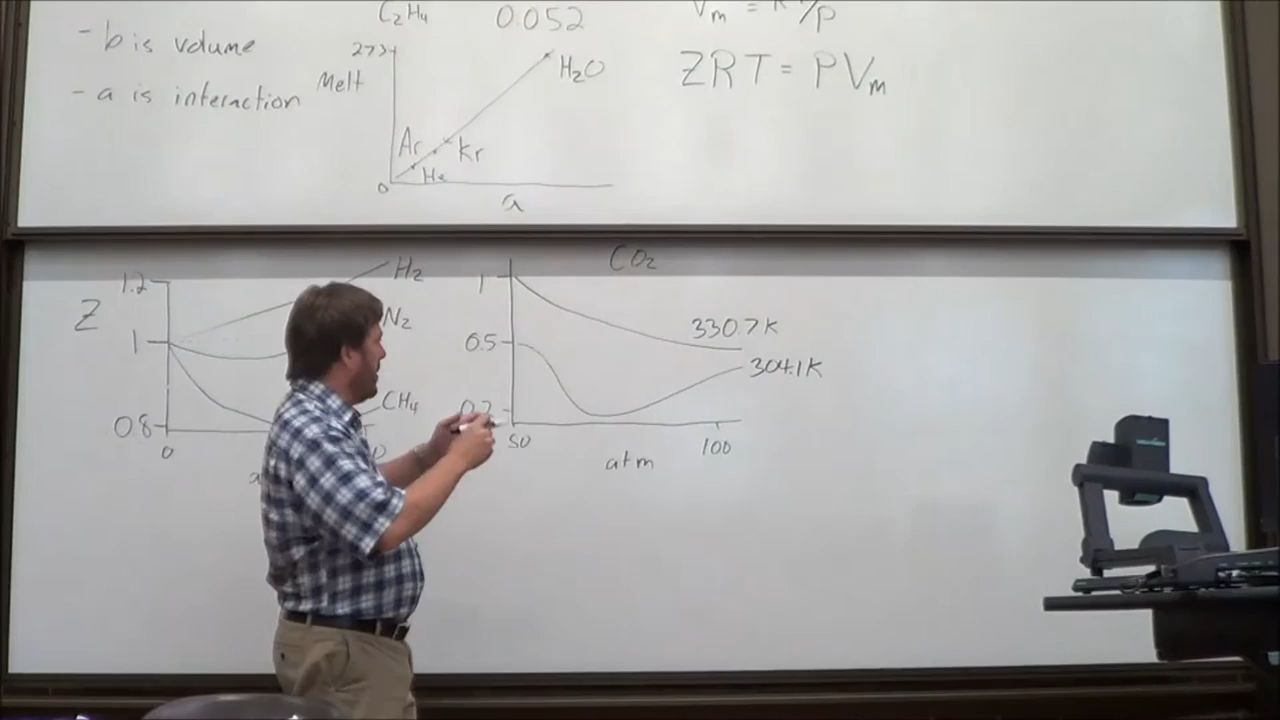 - b is volume
- a is interaction
C₂H₄ 0.052
273
Melt
H₂O
Ar
Kr
He
0
a
ZRT = PVₘ
1.2
H₂
Z
N₂
1
CH₄
0.8
0
CO₂
1
330.7K
0.5
304.1K
50
atm
100